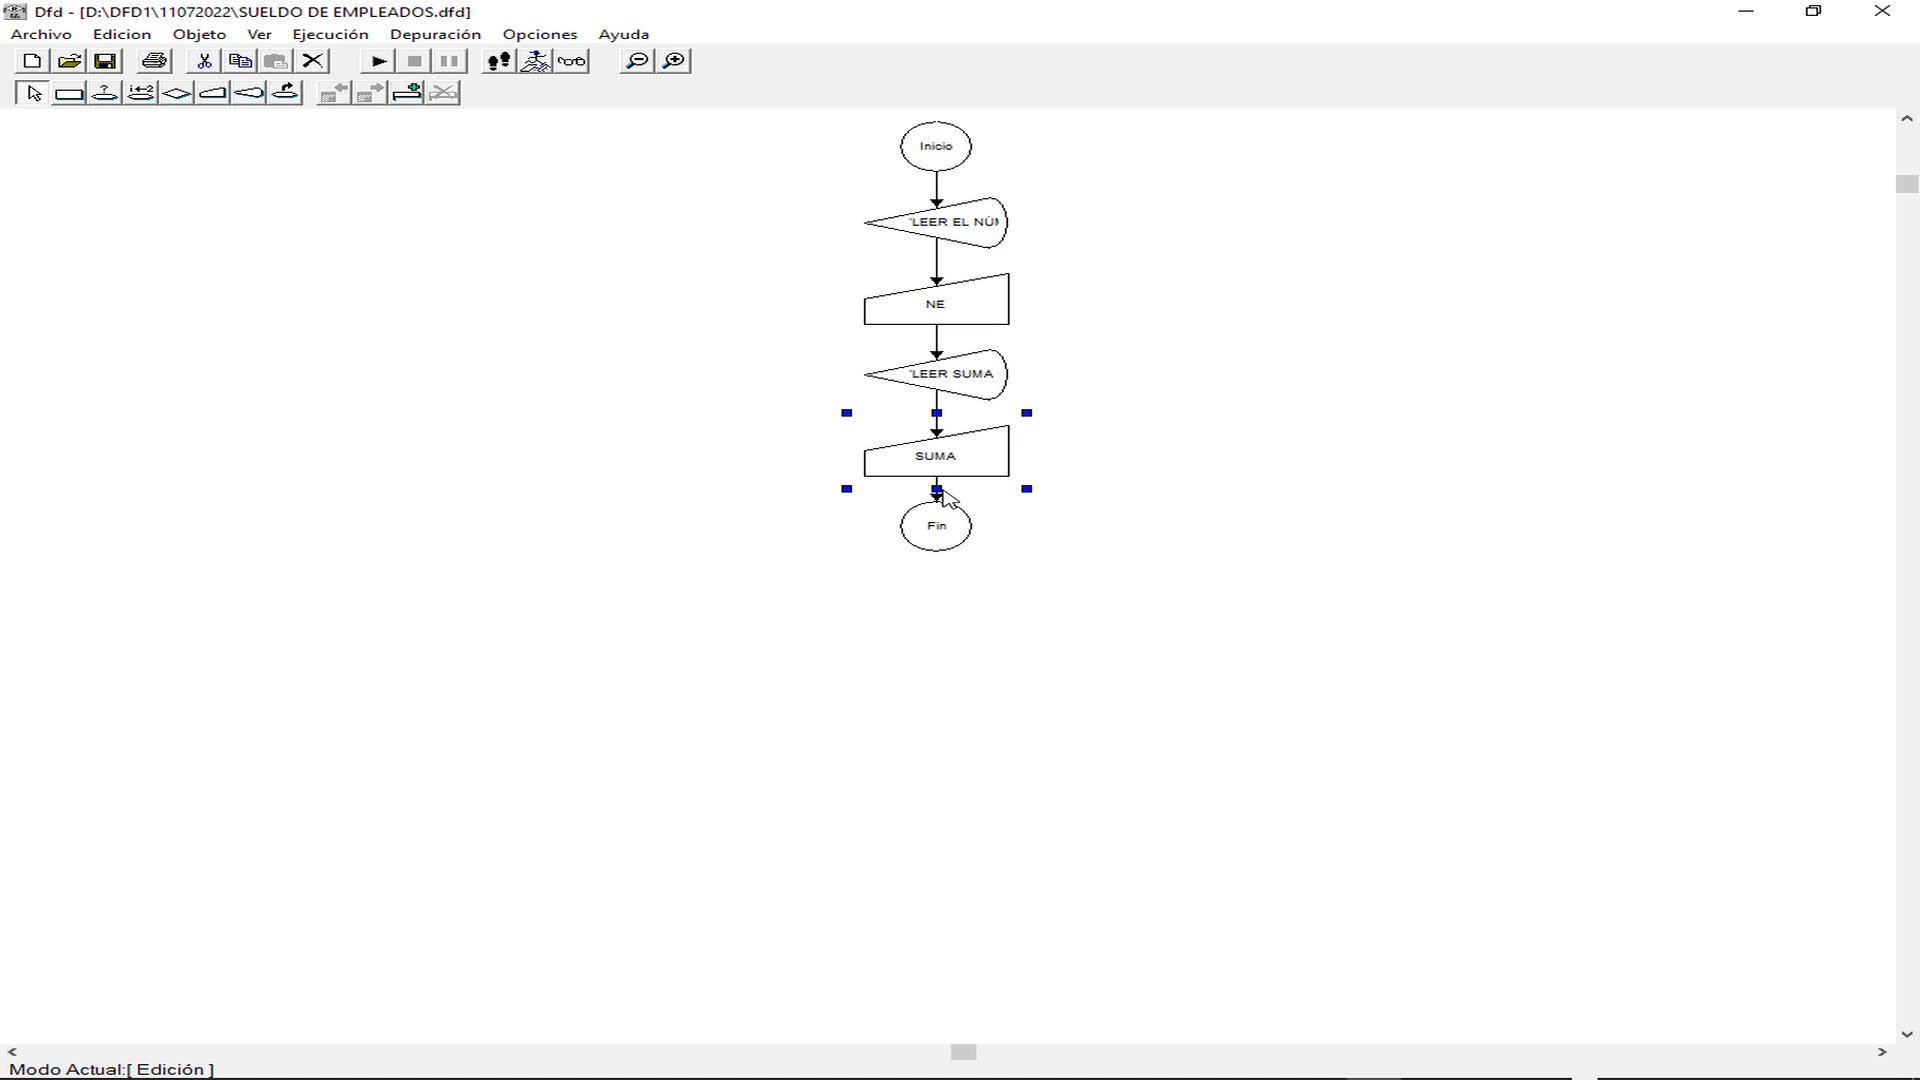 Dfd - [D:\DFD1\11072022\SUELDO DE EMPLEADOS.dfd]
Archivo Edicion Objeto Ver Ejecución Depuración Opciones Ayuda
Inicio
'LEER EL NÚM
NE
'LEER SUMA
SUMA
Fin
Modo Actual:[ Edición ]